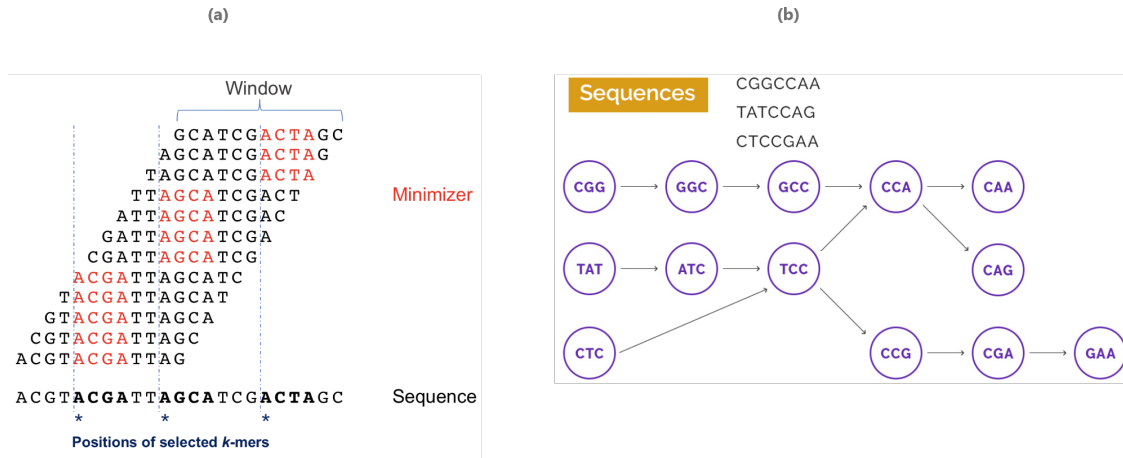 (a)
Window
GCATCGACTAGC
AGCATCGACTAG
TAGCATCGACTA
TTAGCATCGACT
Minimizer
ATTAGCATCGAC
GATTAGCATCGA
CGATTAGCATCG
ACGATTAGCATC
TACGATTAGCAT
GTACGATTAGCA
CGTACGATTAGC
ACGTACGATTAG
ACGTACGATTAGCATCGACTAGC Sequence
* * *
Positions of selected k-mers
(b)
Sequences
CGGCCAA
TATCCAG
CTCCGAA
CGG GGC GCC CCA CAA
TAT ATC TCC CAG
CTC CCG CGA GAA